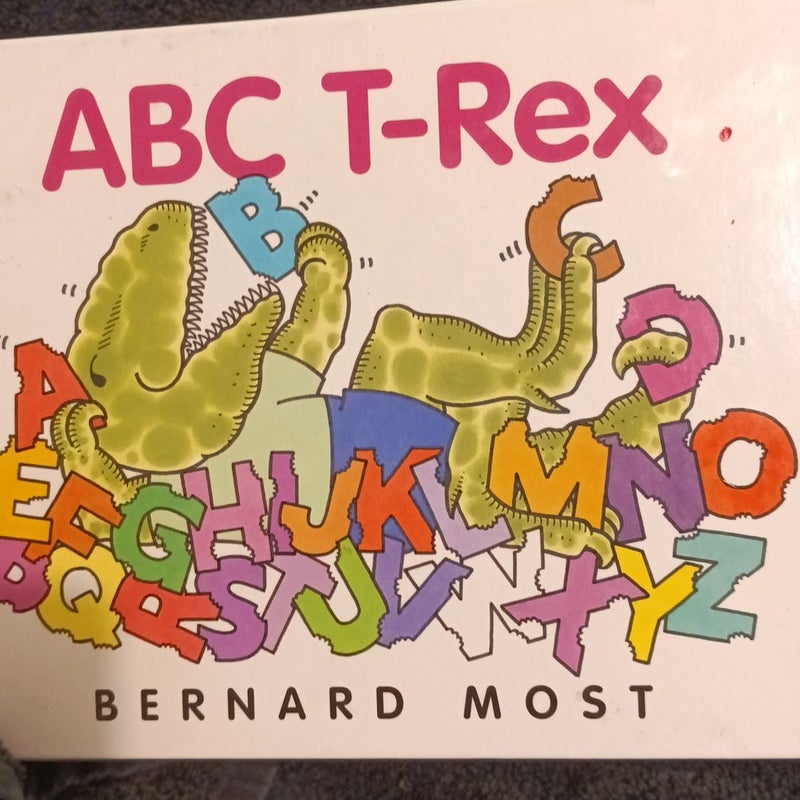 ABC T-Rex
B C
A D
E F G H I J K L M N O
P Q R S T U V W X Y Z
BERNARD MOST